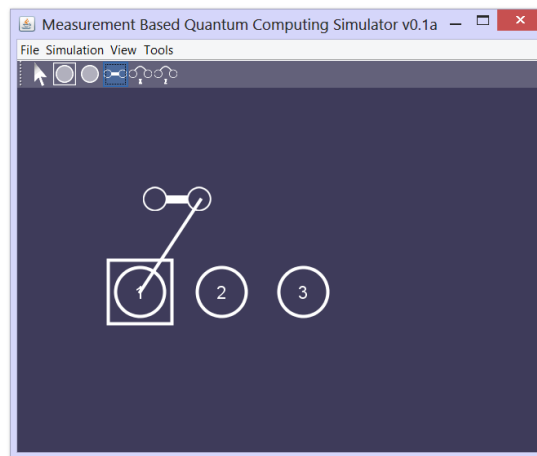 Measurement Based Quantum Computing Simulator v0.1a
File Simulation View Tools
1 2 3